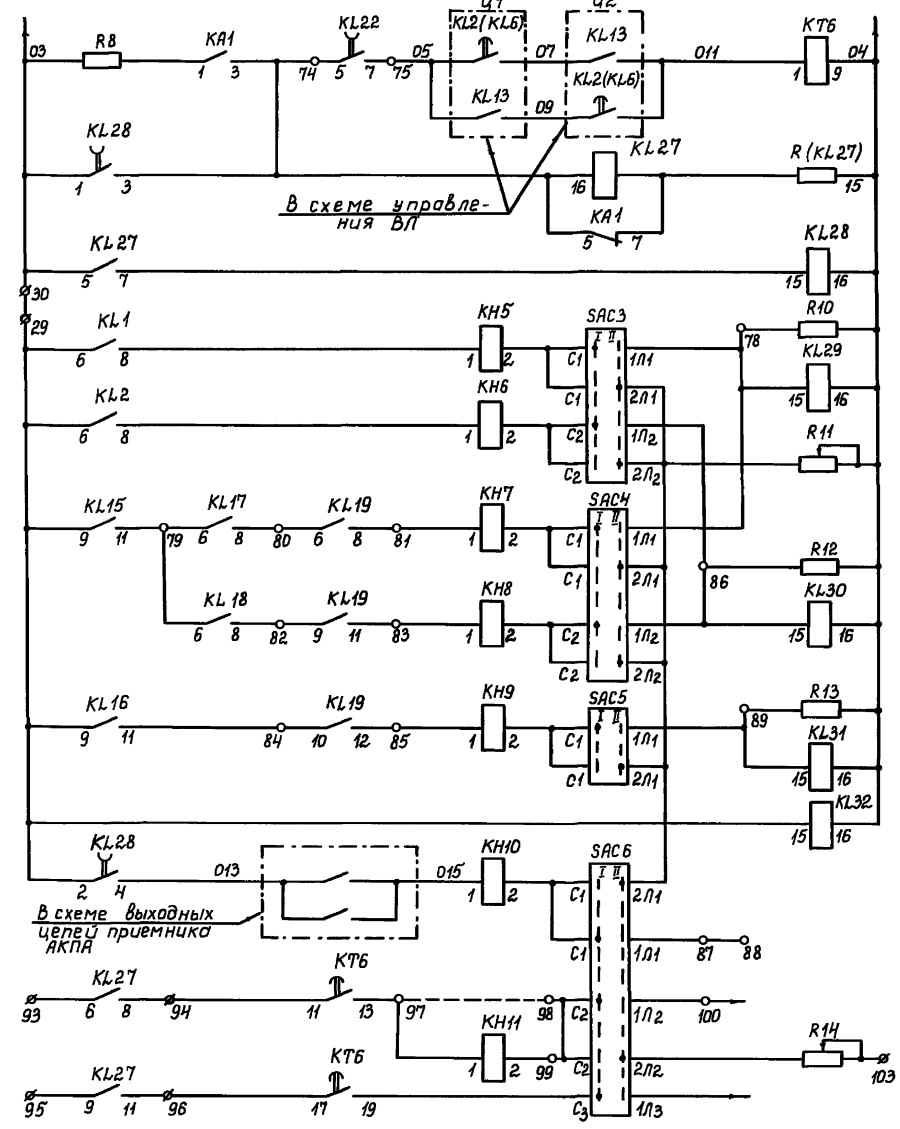 KL22
KL2(KL6)
KT6
03
R8
KA1
05
07
KL13
011
04
1
3
74
5
7
75
1
9
KL13
09
KL2(KL6)
KL28
KL27
R(KL27)
1
3
16
15
В схеме управле-
ния ВЛ
KA1
5
7
KL27
KL28
5
7
15
16
30
29
KL1
KH5
SAC3
R10
I II
78
6
8
1
2
C1
1Л1
KL29
KL2
KH6
C1
2Л1
15
16
6
8
1
2
C2
1Л2
R11
C2
2Л2
KL15
KL17
KL19
KH7
SAC4
I II
9
11
79
6
8
80
6
8
81
1
2
C1
1Л1
R12
C1
2Л1
86
KL18
KL19
KH8
KL30
6
8
82
9
11
83
1
2
C2
1Л2
15
16
C2
2Л2
KL16
KL19
KH9
SAC5
R13
I II
89
9
11
84
10
12
85
1
2
C1
1Л1
KL31
C1
2Л1
15
16
KL32
15
16
KL28
KH10
SAC6
013
015
I II
2
4
1
2
C1
2Л1
В схеме выходных
цепей приемника
АКПА
C1
1Л1
87
88
KL27
KT6
93
6
8
94
11
13
97
98
C2
1Л2
100
KH11
R14
1
2
99
C2
2Л2
103
KL27
KT6
95
9
11
96
17
19
C3
1Л3